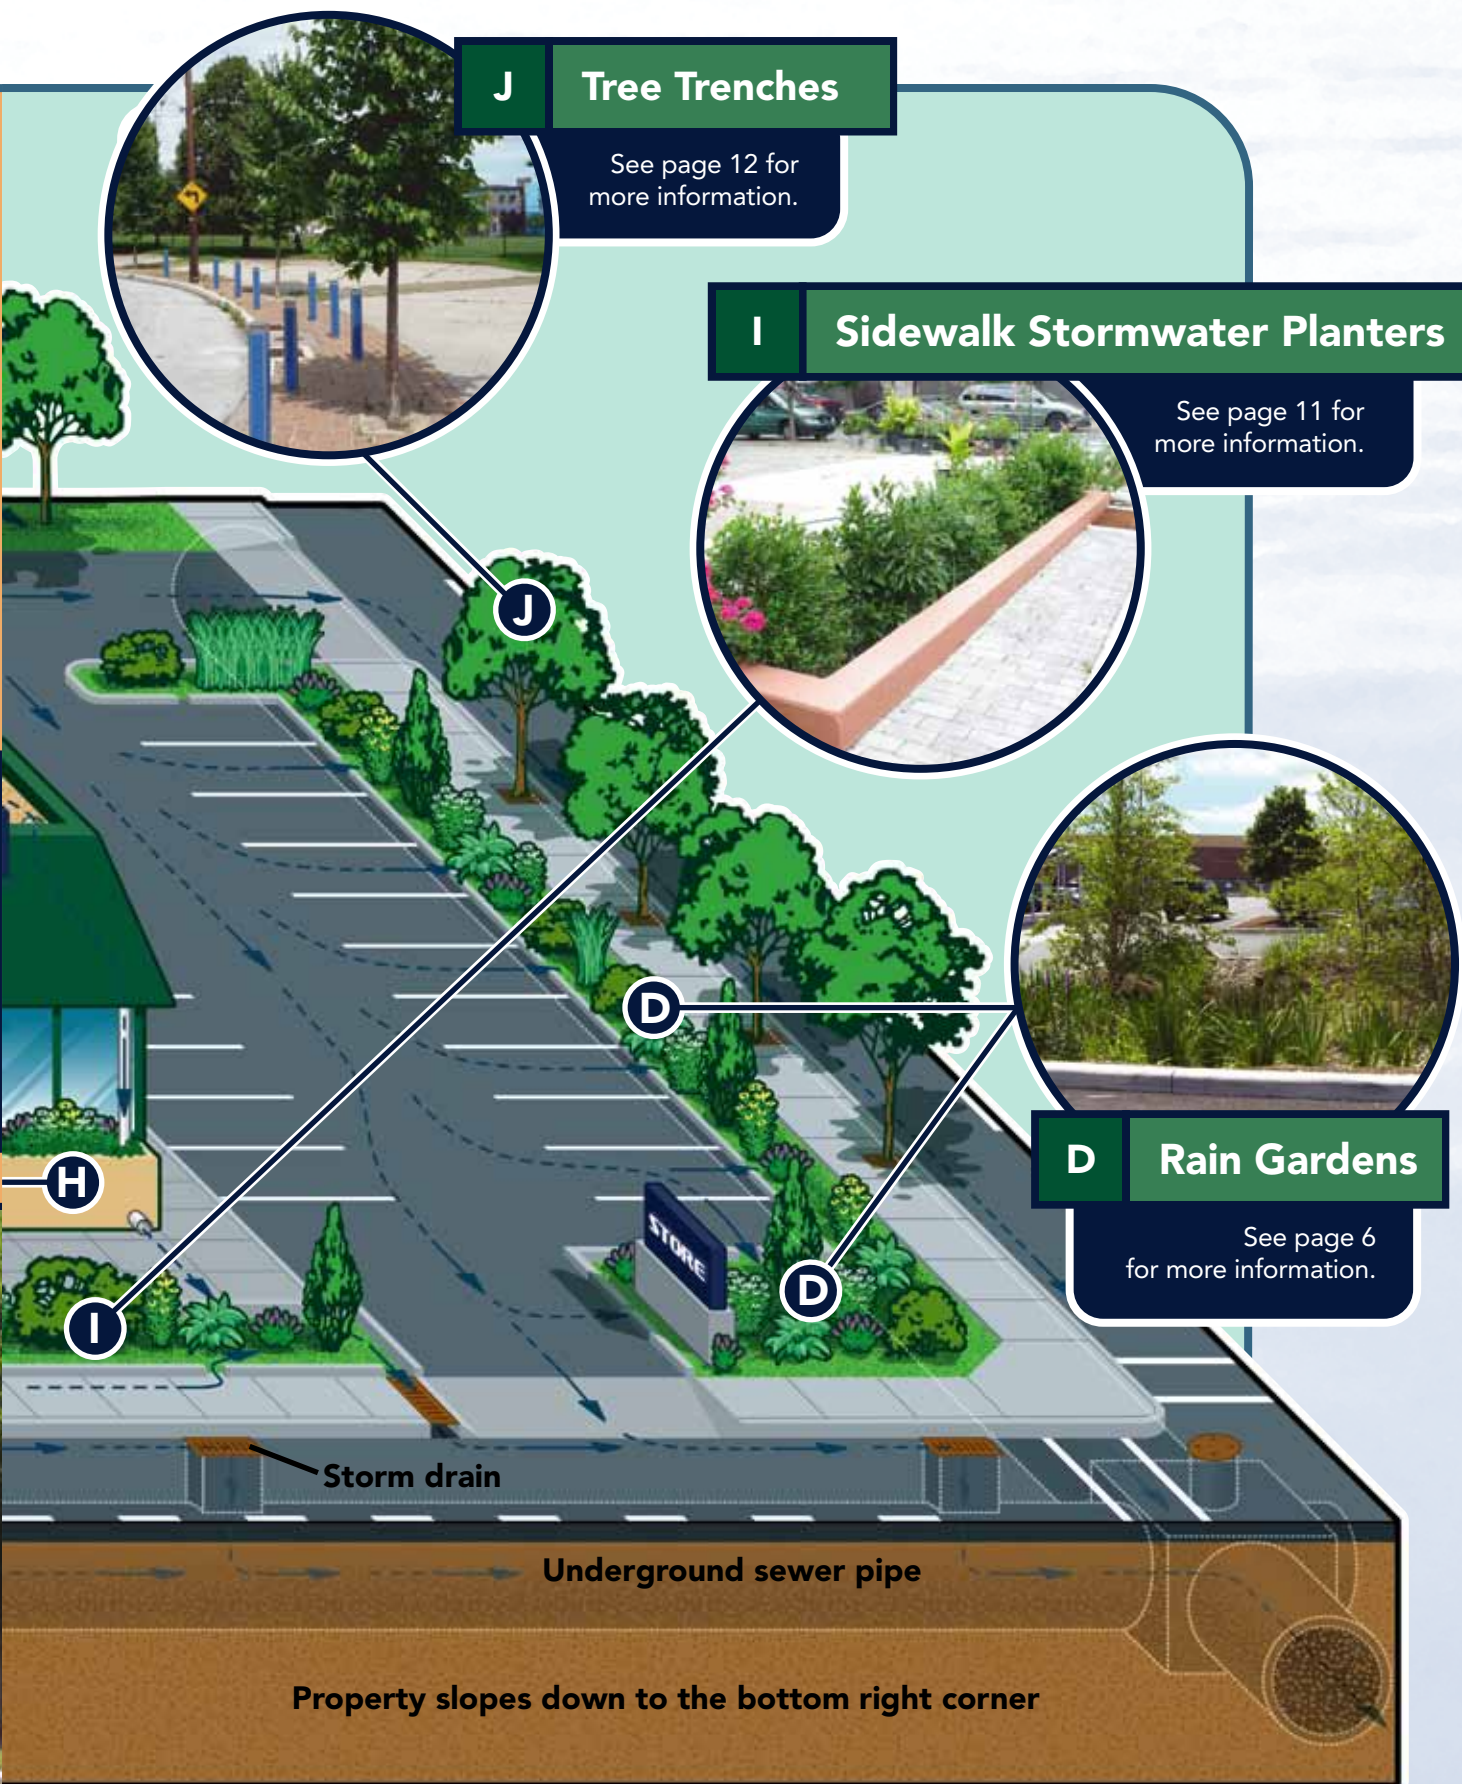 J
Tree Trenches
See page 12 for
more information.
I
Sidewalk Stormwater Planters
See page 11 for
more information.
J
D
D
Rain Gardens
See page 6
for more information.
H
STORE
D
I
Storm drain
Underground sewer pipe
Property slopes down to the bottom right corner